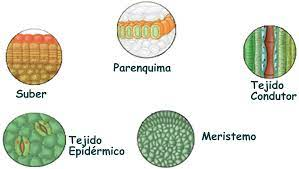 Parenquima
Suber
Tejido
Condutor
Tejido
Epidérmico
Meristemo